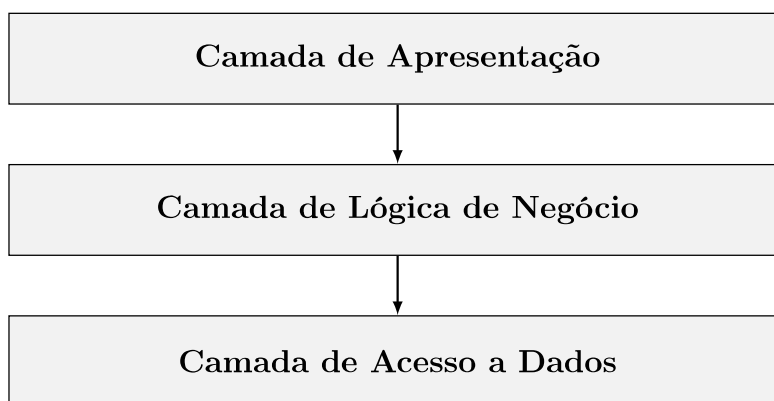 Camada de Apresentação
Camada de Lógica de Negócio
Camada de Acesso a Dados